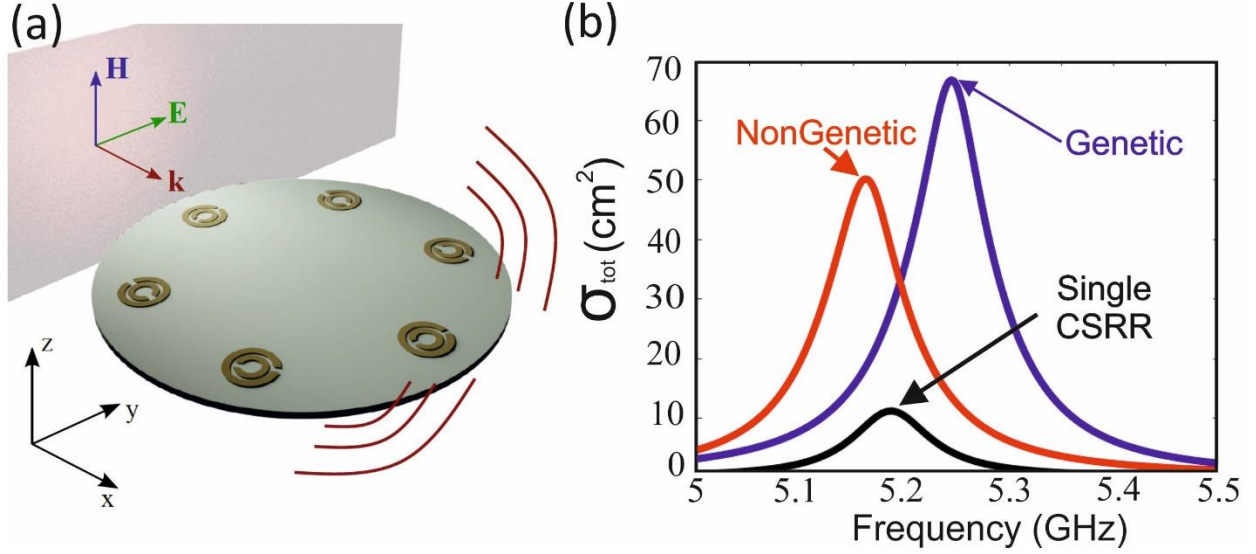 (a)
H
E
k
z
y
x
(b)
σtot (cm²)
70
60
50
40
30
20
10
0
NonGenetic
Genetic
Single
CSRR
5
5.1
5.2
5.3
5.4
5.5
Frequency (GHz)